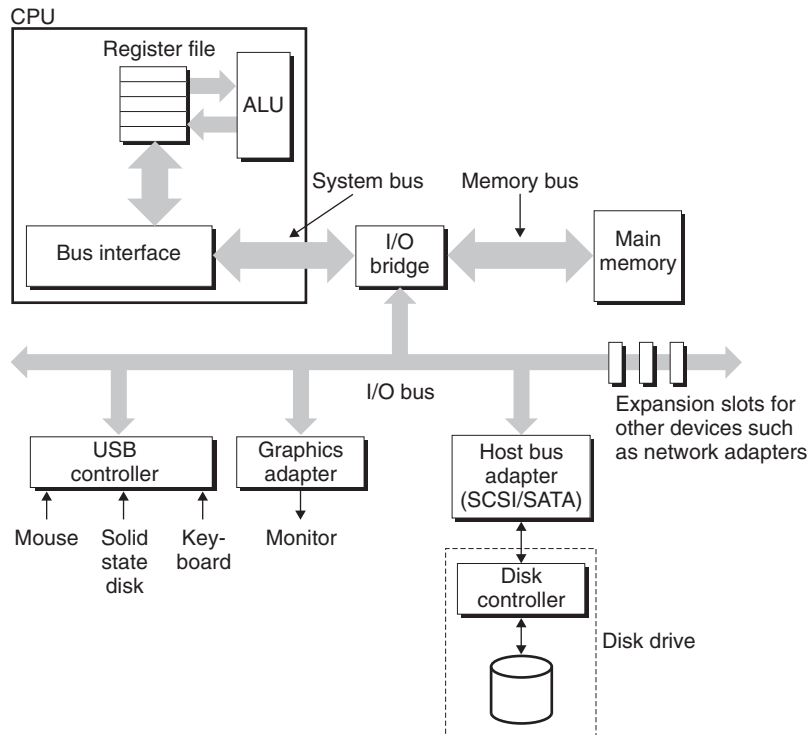 CPU
Register file
ALU
System bus
Memory bus
Bus interface
I/O
bridge
Main
memory
I/O bus
Expansion slots for
other devices such
as network adapters
USB
controller
Graphics
adapter
Host bus
adapter
(SCSI/SATA)
Mouse
Solid
state
disk
Key-
board
Monitor
Disk
controller
Disk drive